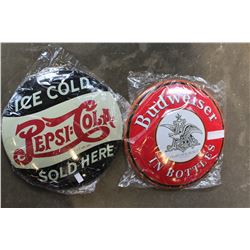 ICE COLD
PEPSI-COLA
SOLD HERE
Budweiser
IN BOTTLES